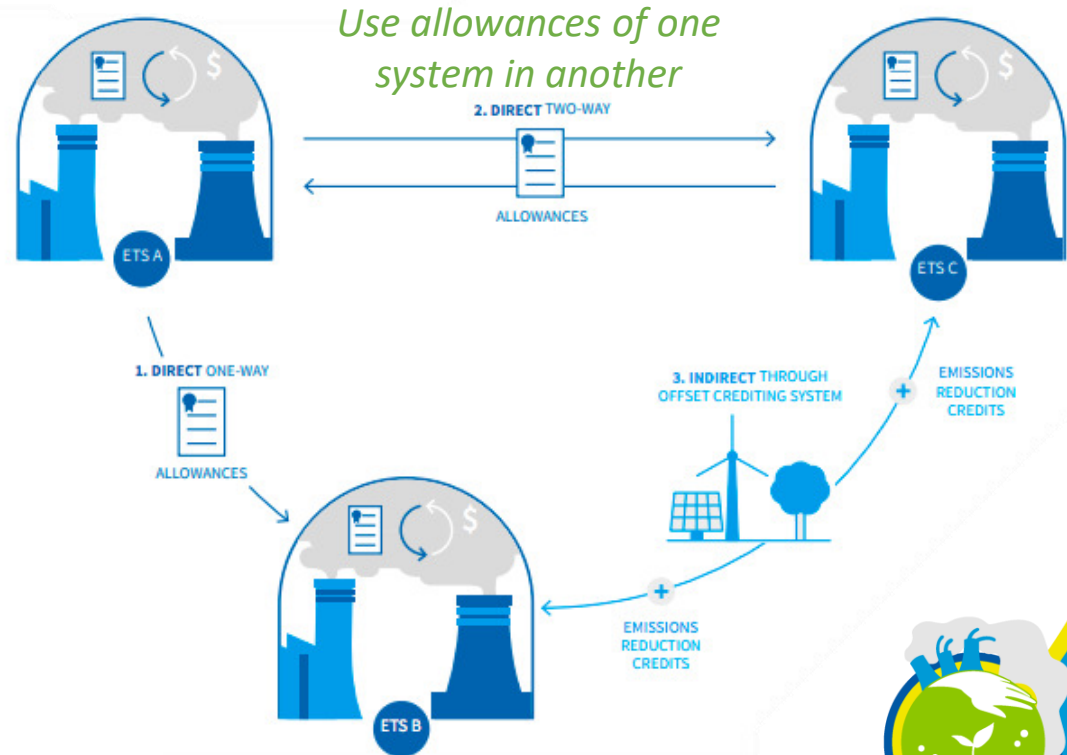 Use allowances of one
system in another
2. DIRECT TWO-WAY
$
$
ALLOWANCES
ETS A
ETS C
1. DIRECT ONE-WAY
ALLOWANCES
3. INDIRECT THROUGH
OFFSET CREDITING SYSTEM
+
EMISSIONS
REDUCTION
CREDITS
$
+
EMISSIONS
REDUCTION
CREDITS
ETS B